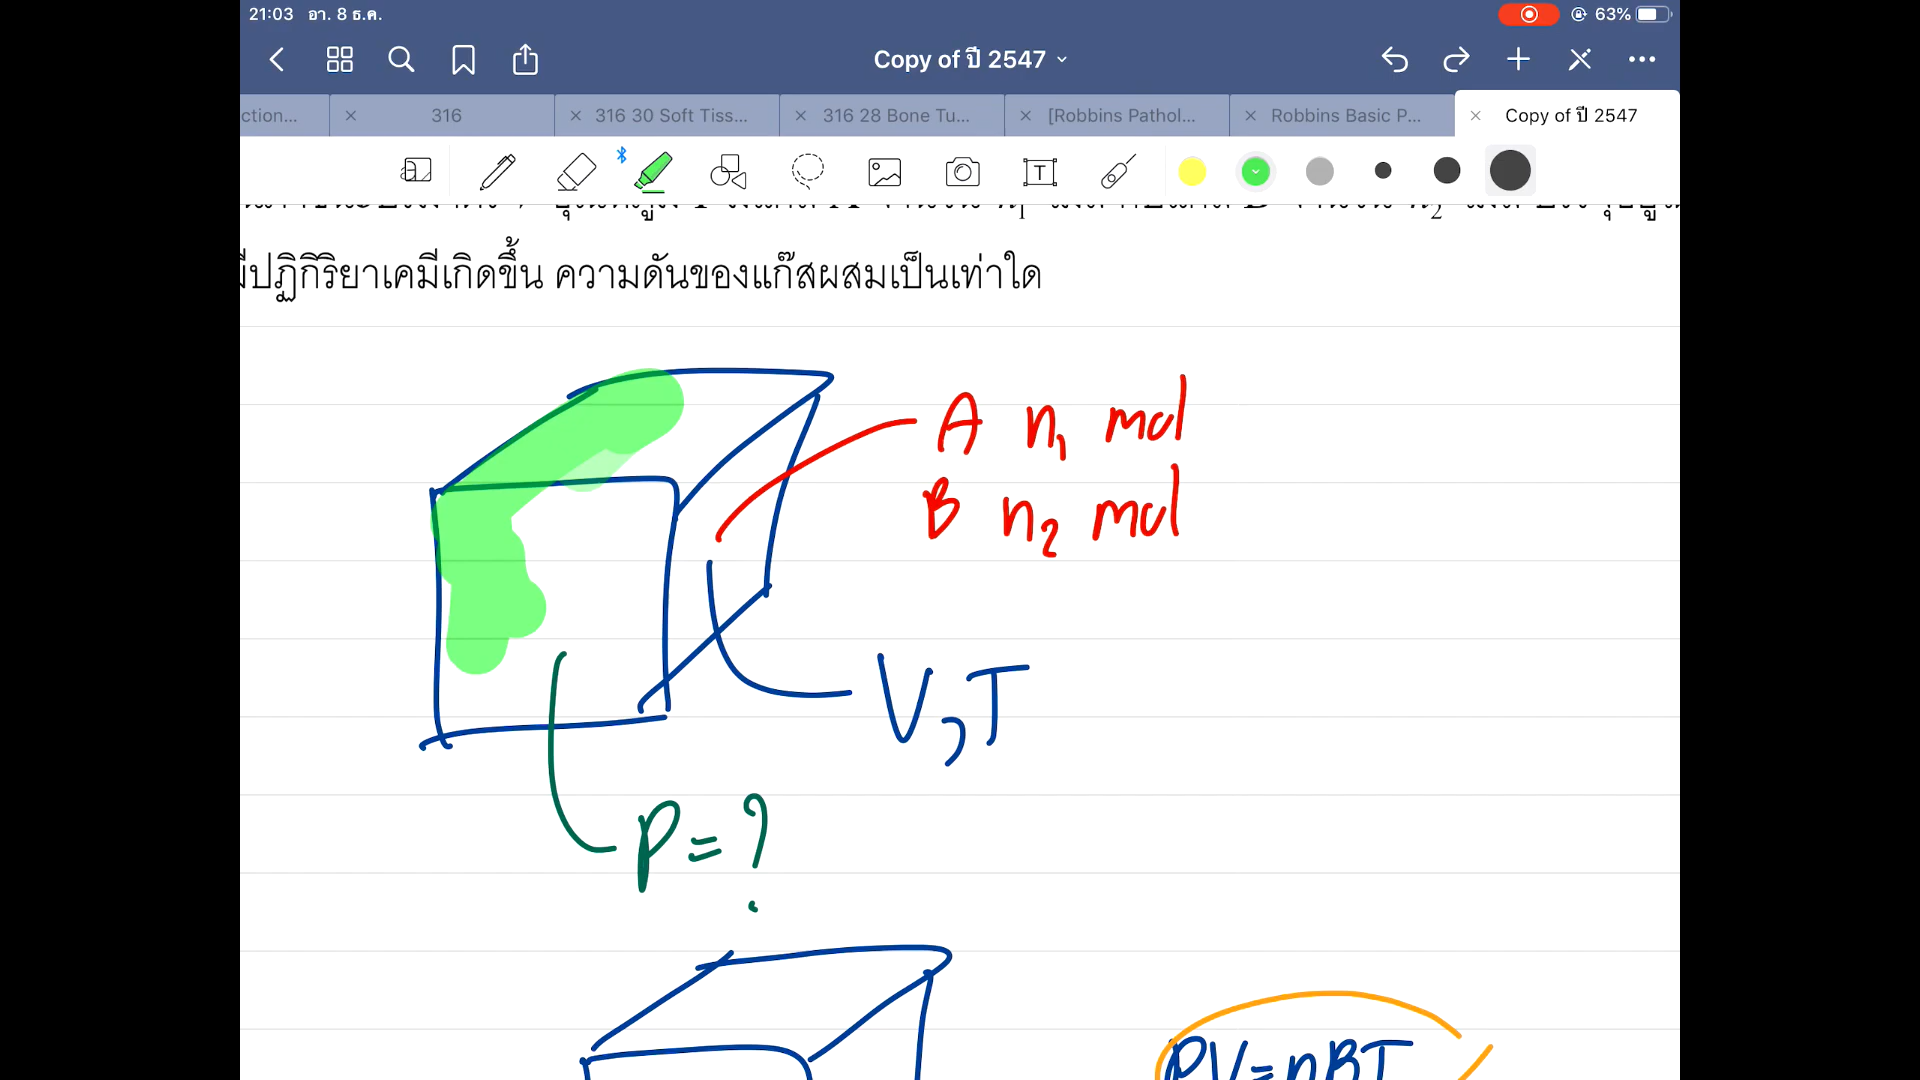 21:03 อา. 8 ธ.ค.
63%
Copy of ปี 2547
ction...
316
316 30 Soft Tiss...
316 28 Bone Tu...
[Robbins Pathol...
Robbins Basic P...
Copy of ปี 2547
ปฏิกิริยาเคมีเกิดขึ้น ความดันของแก๊สผสมเป็นเท่าใด
A n₁ mol
B n₂ mol
V, T
P = ?
PV = nRT